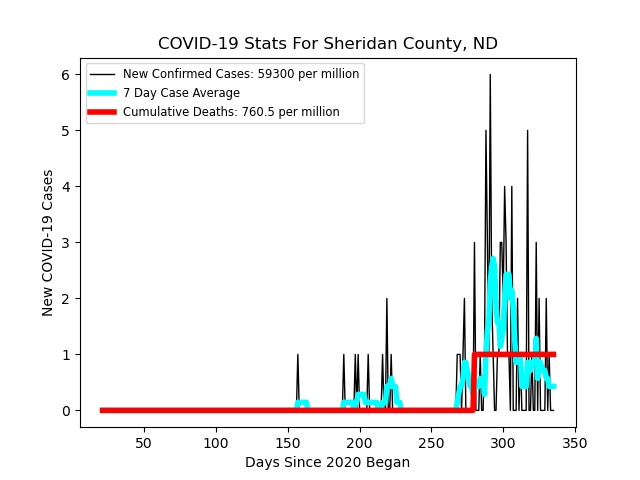 COVID-19 Stats For Sheridan County, ND
New Confirmed Cases: 59300 per million
7 Day Case Average
Cumulative Deaths: 760.5 per million
New COVID-19 Cases
6
5
4
3
2
1
0
50 100 150 200 250 300 350
Days Since 2020 Began